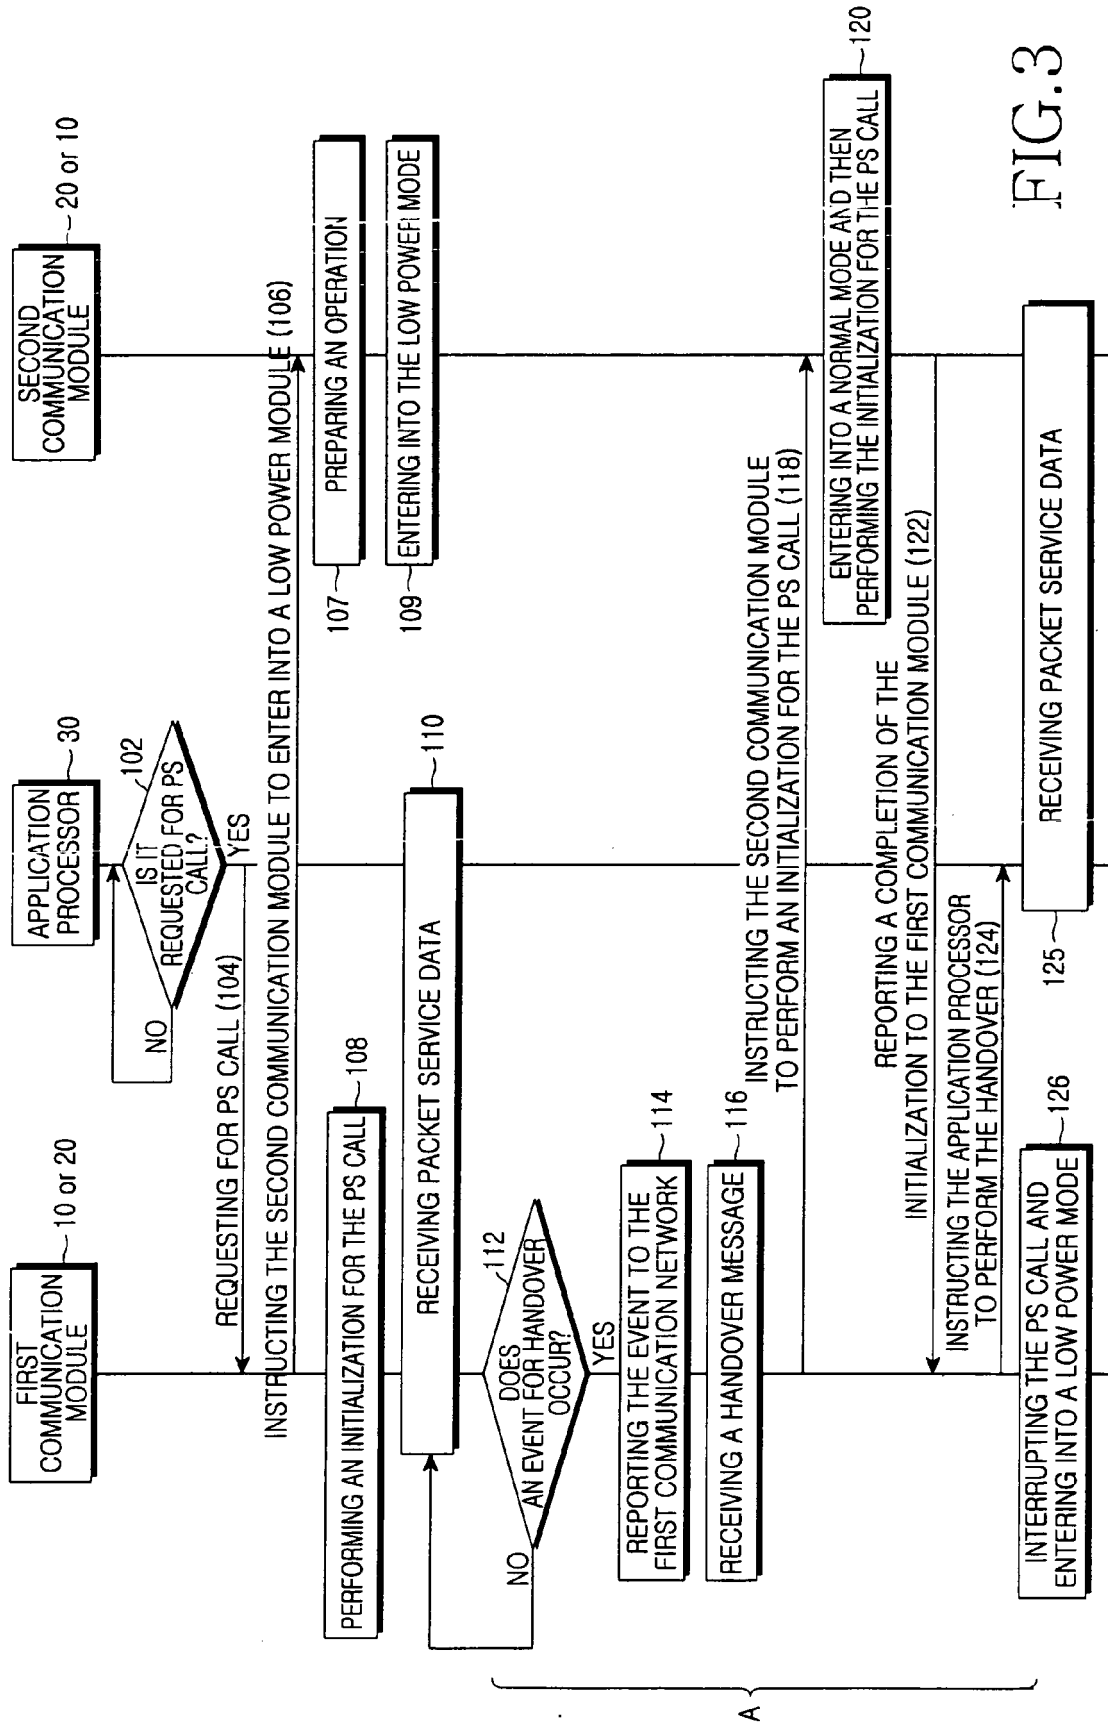 FIRST
COMMUNICATION
MODULE
10 or 20
APPLICATION
PROCESSOR
30
SECOND
COMMUNICATION
MODULE
20 or 10
102
IS IT
REQUESTED FOR PS
CALL?
NO
YES
REQUESTING FOR PS CALL (104)
INSTRUCTING THE SECOND COMMUNICATION MODULE TO ENTER INTO A LOW POWER MODULE (106)
107
PREPARING AN OPERATION
PERFORMING AN INITIALIZATION FOR THE PS CALL
108
109
ENTERING INTO THE LOW POWER MODE
RECEIVING PACKET SERVICE DATA
110
DOES
AN EVENT FOR HANDOVER
OCCUR?
112
NO
YES
REPORTING THE EVENT TO THE
FIRST COMMUNICATION NETWORK
114
RECEIVING A HANDOVER MESSAGE
116
INSTRUCTING THE SECOND COMMUNICATION MODULE
TO PERFORM AN INITIALIZATION FOR THE PS CALL (118)
ENTERING INTO A NORMAL MODE AND THEN
PERFORMING THE INITIALIZATION FOR THE PS CALL
120
REPORTING A COMPLETION OF THE
INITIALIZATION TO THE FIRST COMMUNICATION MODULE (122)
INSTRUCTING THE APPLICATION PROCESSOR
TO PERFORM THE HANDOVER (124)
INTERRUPTING THE PS CALL AND
ENTERING INTO A LOW POWER MODE
126
125
RECEIVING PACKET SERVICE DATA
A
FIG.3